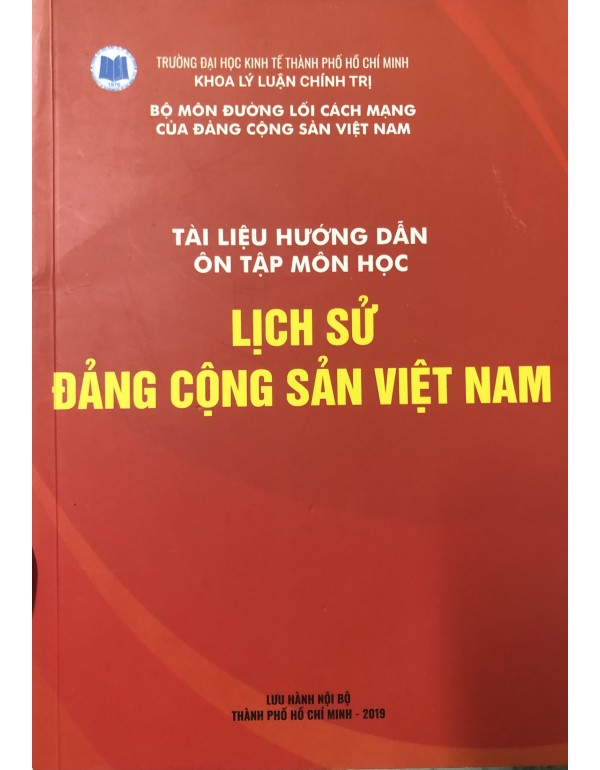 TRƯỜNG ĐẠI HỌC KINH TẾ THÀNH PHỐ HỒ CHÍ MINH
KHOA LÝ LUẬN CHÍNH TRỊ
BỘ MÔN ĐƯỜNG LỐI CÁCH MẠNG
CỦA ĐẢNG CỘNG SẢN VIỆT NAM
TÀI LIỆU HƯỚNG DẪN
ÔN TẬP MÔN HỌC
LỊCH SỬ
ĐẢNG CỘNG SẢN VIỆT NAM
LƯU HÀNH NỘI BỘ
THÀNH PHỐ HỒ CHÍ MINH - 2019